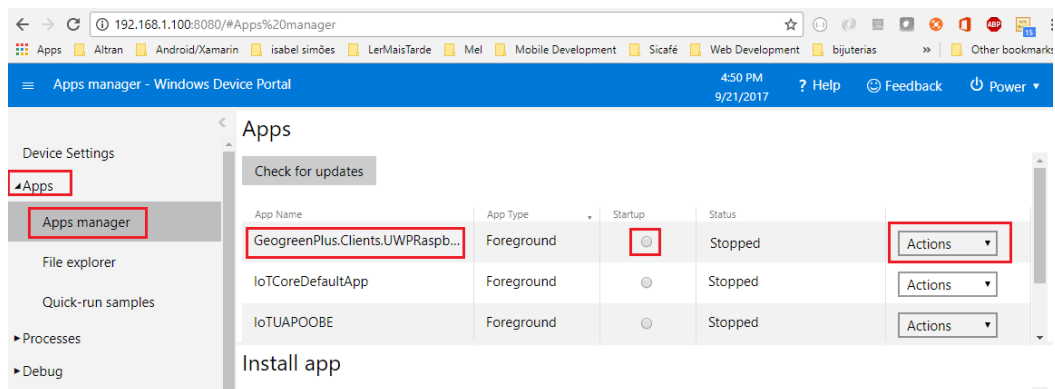 192.168.1.100:8080/#Apps%20manager
ABP
15
Apps Altran Android/Xamarin isabel simões LerMaisTarde Mel Mobile Development Sicafé Web Development bijuterias » Other bookmarks
Apps manager - Windows Device Portal
4:50 PM
9/21/2017
? Help
Feedback
Power
Apps
Device Settings
Check for updates
Apps
App Name App Type Startup Status
Apps manager
GeogreenPlus.Clients.UWPRaspb... Foreground Stopped Actions
File explorer
IoTCoreDefaultApp Foreground Stopped Actions
Quick-run samples
IoTUAPOOBE Foreground Stopped Actions
Processes
Install app
Debug